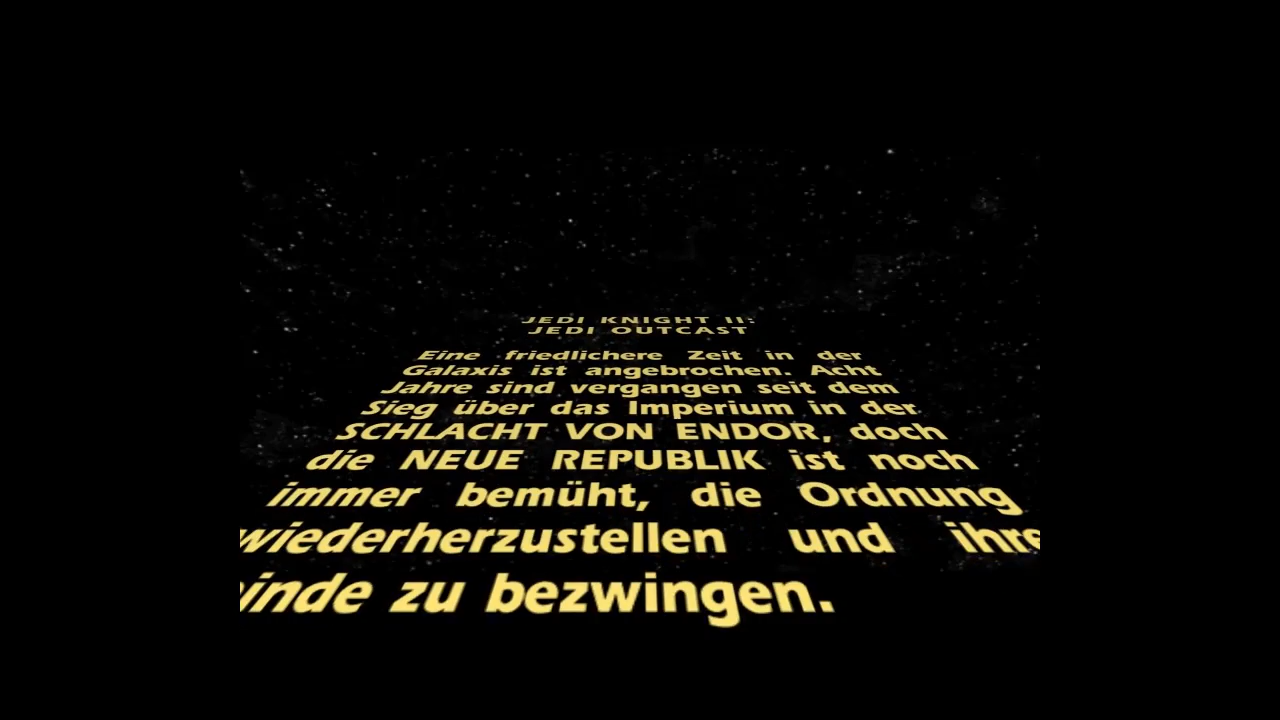 JEDI KNIGHT II:
JEDI OUTCAST
Eine friedlichere Zeit in der
Galaxis ist angebrochen. Acht
Jahre sind vergangen seit dem
Sieg über das Imperium in der
SCHLACHT VON ENDOR, doch
die NEUE REPUBLIK ist noch
immer bemüht, die Ordnung
wiederherzustellen und ihre
zu bezwingen.